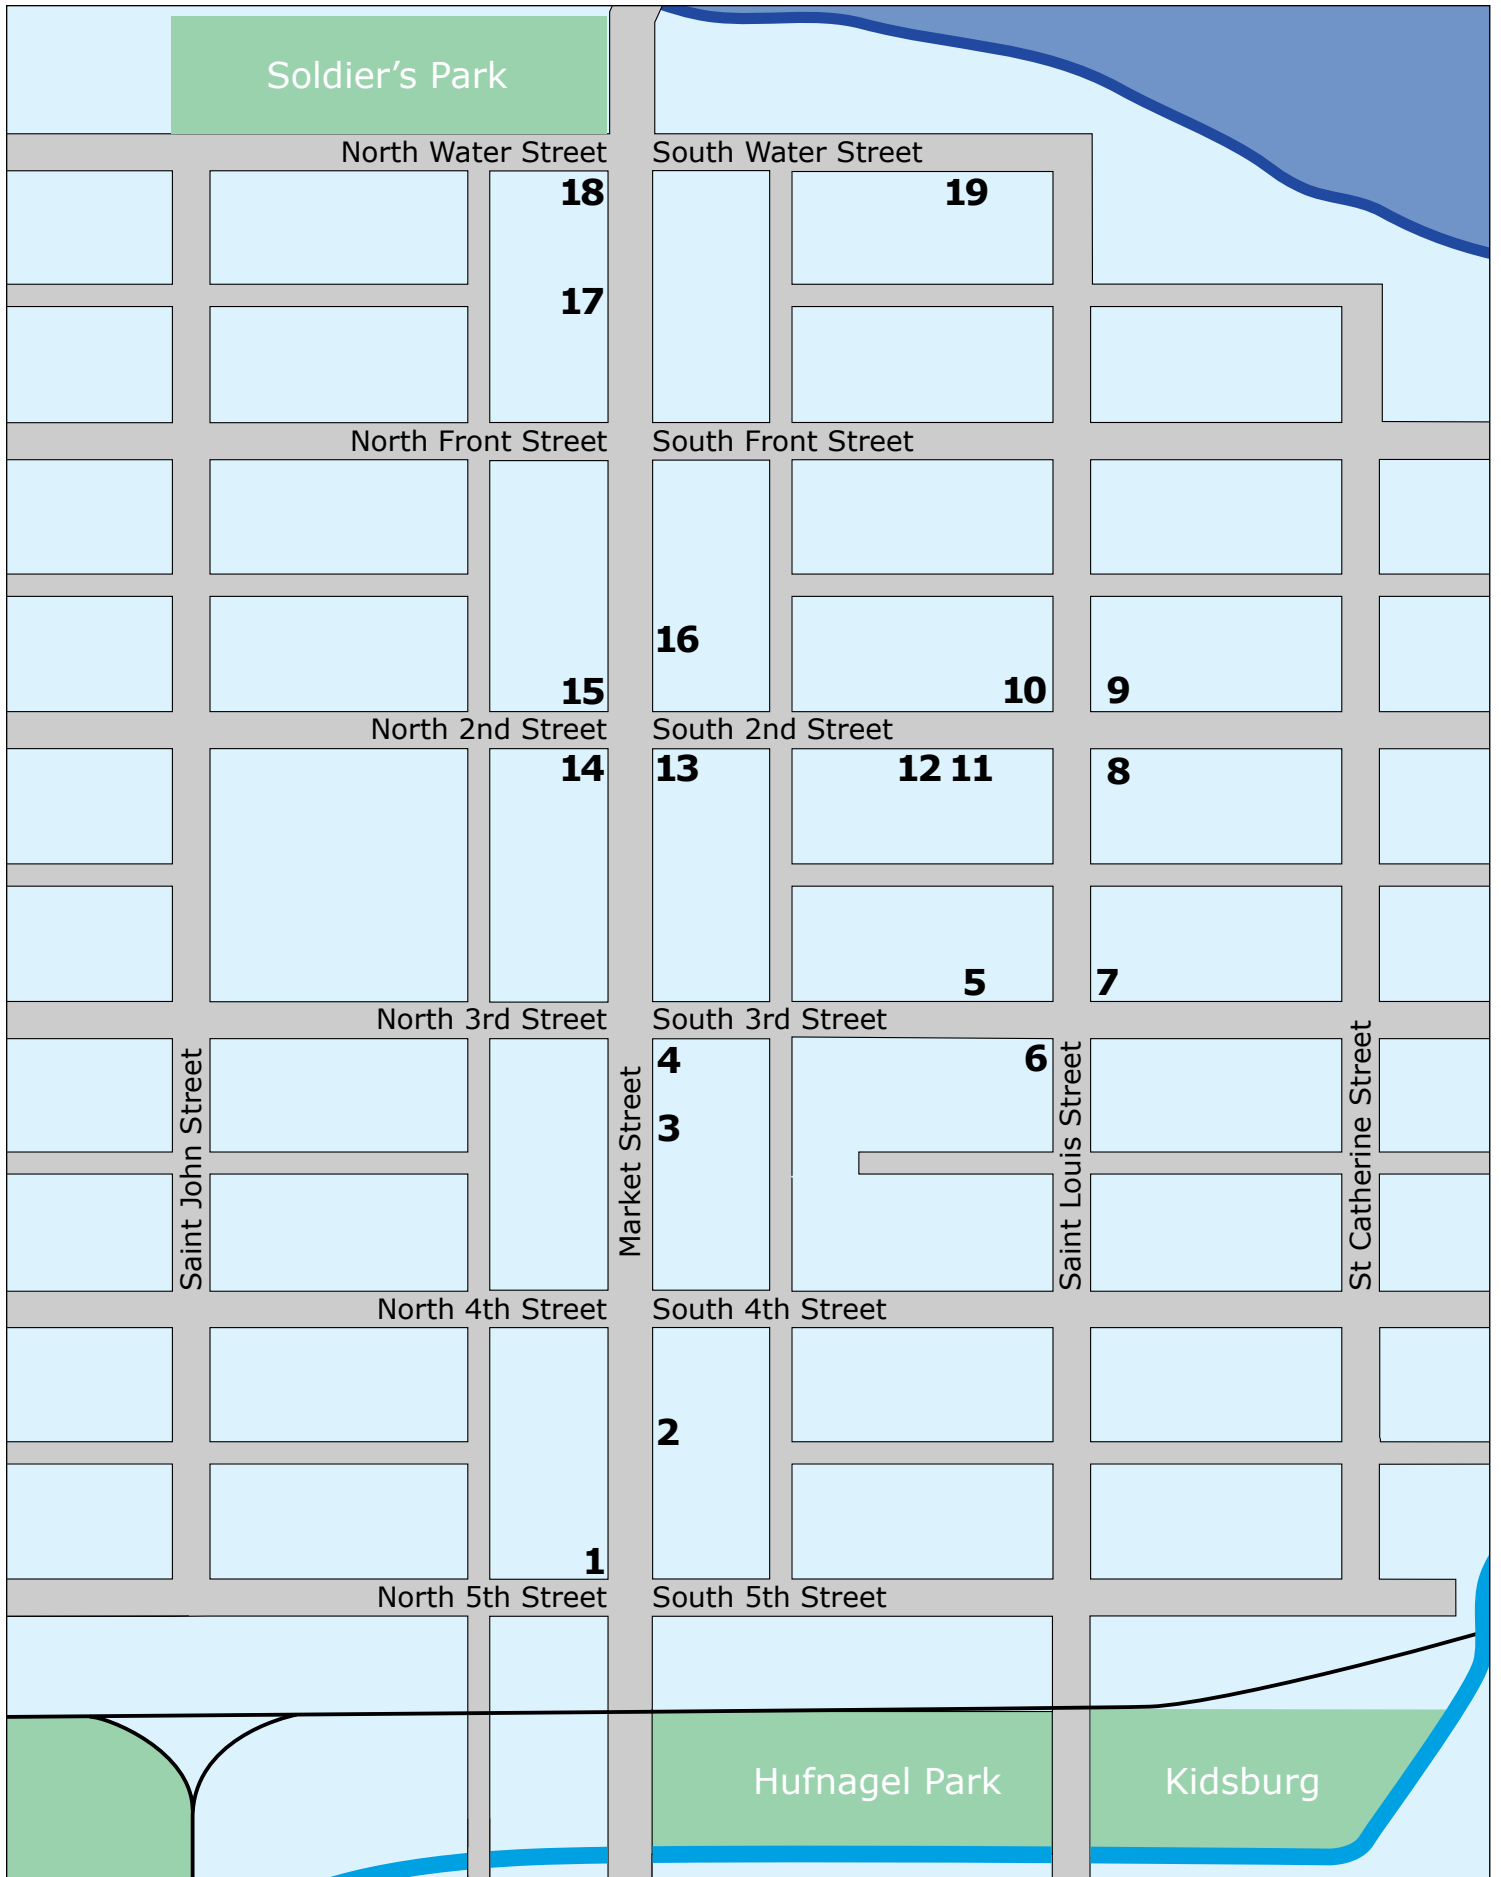 Soldier’s Park
North Water Street
South Water Street
18
19
17
North Front Street
South Front Street
16
15
10
9
North 2nd Street
South 2nd Street
14
13
12
11
8
5
7
North 3rd Street
South 3rd Street
4
6
3
Saint John Street
Market Street
Saint Louis Street
St Catherine Street
North 4th Street
South 4th Street
2
1
North 5th Street
South 5th Street
Hufnagel Park
Kidsburg